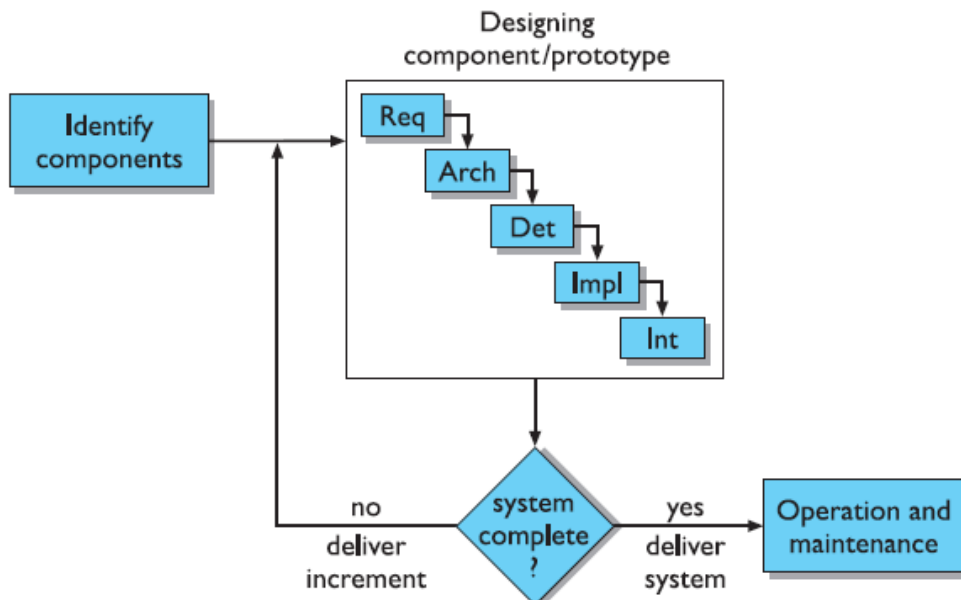 Designing
component/prototype
Identify
components
Req
Arch
Det
Impl
Int
no
deliver
increment
system
complete
?
yes
deliver
system
Operation and
maintenance